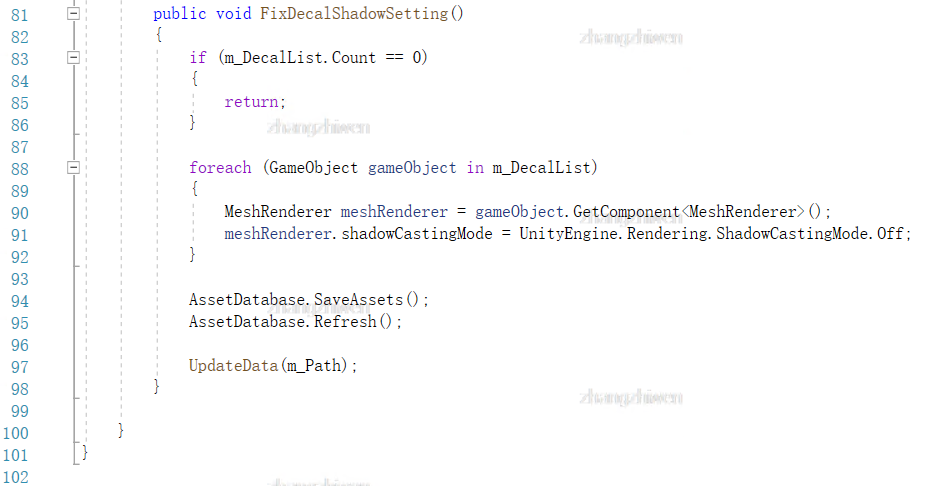 81 public void FixDecalShadowSetting()
82 {
83 if (m_DecalList.Count == 0)
84 {
85 return;
86 }
87
88 foreach (GameObject gameObject in m_DecalList)
89 {
90 MeshRenderer meshRenderer = gameObject.GetComponent<MeshRenderer>();
91 meshRenderer.shadowCastingMode = UnityEngine.Rendering.ShadowCastingMode.Off;
92 }
93
94 AssetDatabase.SaveAssets();
95 AssetDatabase.Refresh();
96
97 UpdateData(m_Path);
98 }
99
100 }
101 }
102